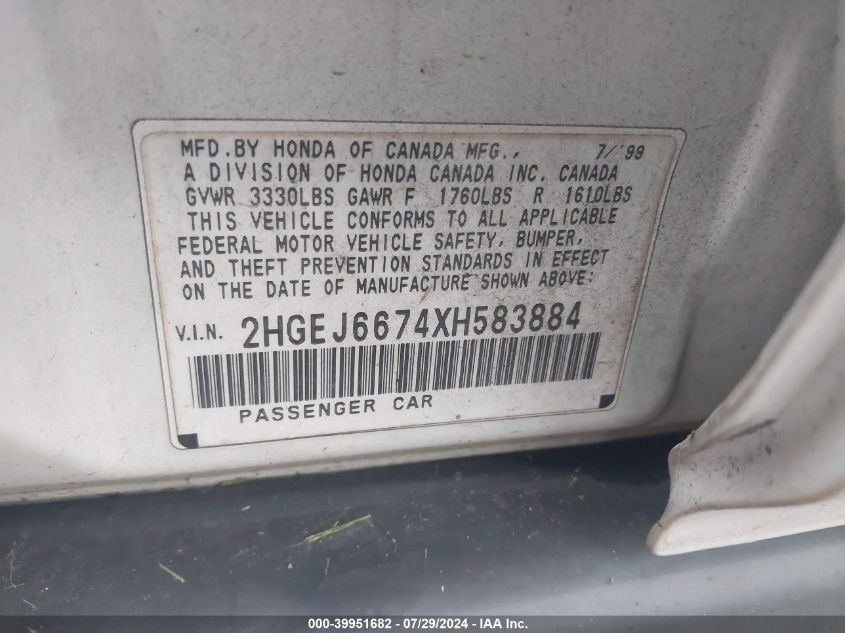 MFD.BY HONDA OF CANADA MFG., 7/'99
A DIVISION OF HONDA CANADA INC. CANADA
GVWR 3330LBS GAWR F 1760LBS R 1610LBS
THIS VEHICLE CONFORMS TO ALL APPLICABLE
FEDERAL MOTOR VEHICLE SAFETY, BUMPER,
AND THEFT PREVENTION STANDARDS IN EFFECT
ON THE DATE OF MANUFACTURE SHOWN ABOVE:
V.I.N. 2HGEJ6674XH583884
PASSENGER CAR
000-39951682 - 07/29/2024 - IAA Inc.